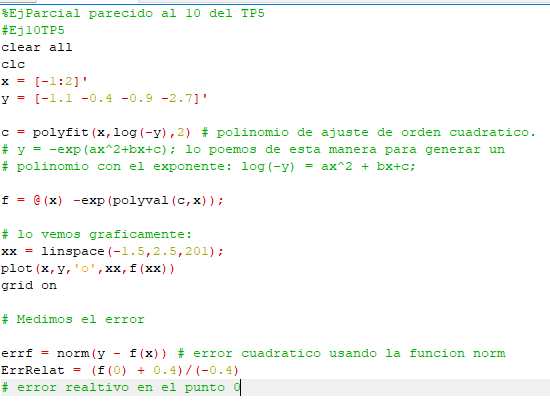 %EjParcial parecido al 10 del TP5
#Ej10TP5
clear all
clc
x = [-1:2]'
y = [-1.1 -0.4 -0.9 -2.7]'
c = polyfit(x,log(-y),2) # polinomio de ajuste de orden cuadratico.
# y = -exp(ax^2+bx+c); lo poemos de esta manera para generar un
# polinomio con el exponente: log(-y) = ax^2 + bx+c;
f = @(x) -exp(polyval(c,x));
# lo vemos graficamente:
xx = linspace(-1.5,2.5,201);
plot(x,y,'o',xx,f(xx))
grid on
# Medimos el error
errf = norm(y - f(x)) # error cuadratico usando la funcion norm
ErrRelat = (f(0) + 0.4)/(-0.4)
# error realtivo en el punto 0